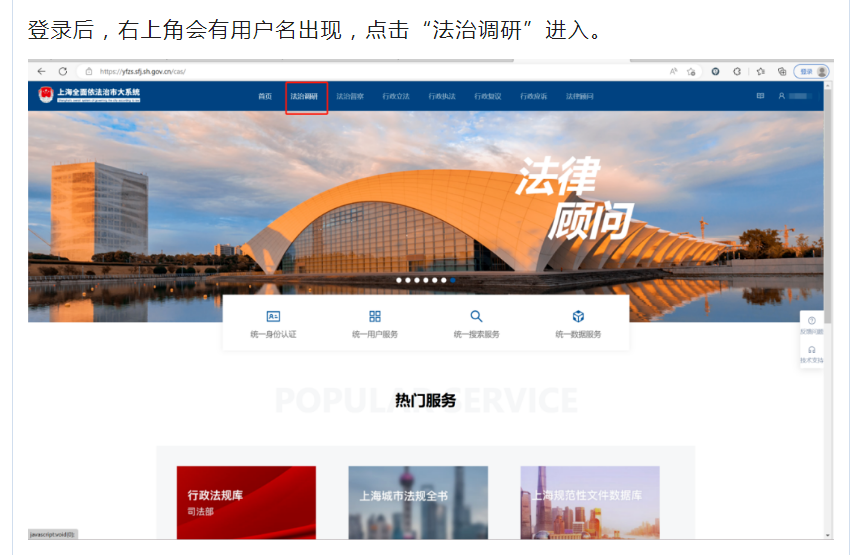 登录后，右上角会有用户名出现，点击“法治调研”进入。
https://yfzs.sfj.sh.gov.cn/cas/
登录
上海全面依法治市大系统
首页 法治调研 法治督察 行政立法 行政执法 行政复议 行政应诉 法律顾问
法律
顾问
统一身份认证 统一用户服务 统一搜索服务 统一数据服务
技术支持
POPULAR SERVICE
热门服务
行政法规库
司法部
上海城市法规全书
上海规范性文件数据库
javascript:void(0);